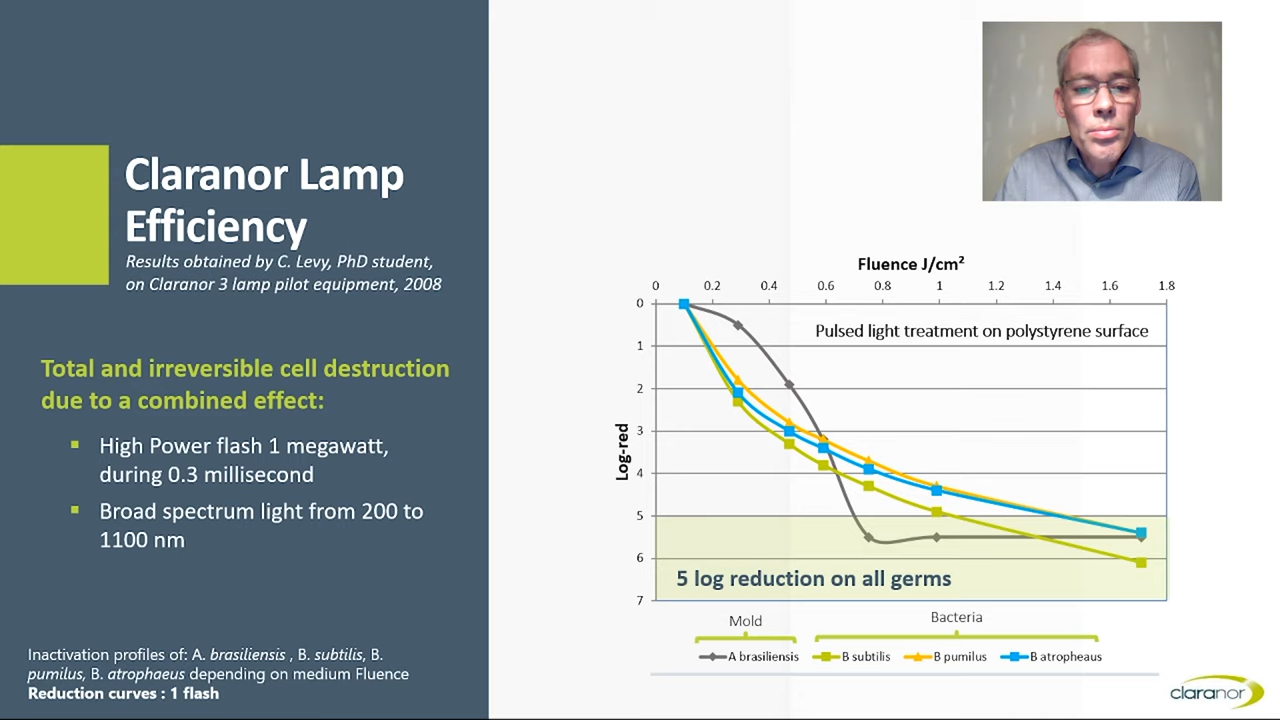 Claranor Lamp
Efficiency
Results obtained by C. Levy, PhD student,
on Claranor 3 lamp pilot equipment, 2008
Total and irreversible cell destruction
due to a combined effect:
▪ High Power flash 1 megawatt,
during 0.3 millisecond
▪ Broad spectrum light from 200 to
1100 nm
Inactivation profiles of: A. brasiliensis , B. subtilis, B.
pumilus, B. atrophaeus depending on medium Fluence
Reduction curves : 1 flash
Fluence J/cm²
0 0.2 0.4 0.6 0.8 1 1.2 1.4 1.6 1.8
0
1
2
3
4
5
6
7
Log-red
Pulsed light treatment on polystyrene surface
5 log reduction on all germs
Mold Bacteria
A brasiliensis B subtilis B pumilus B atropheaus
claranor